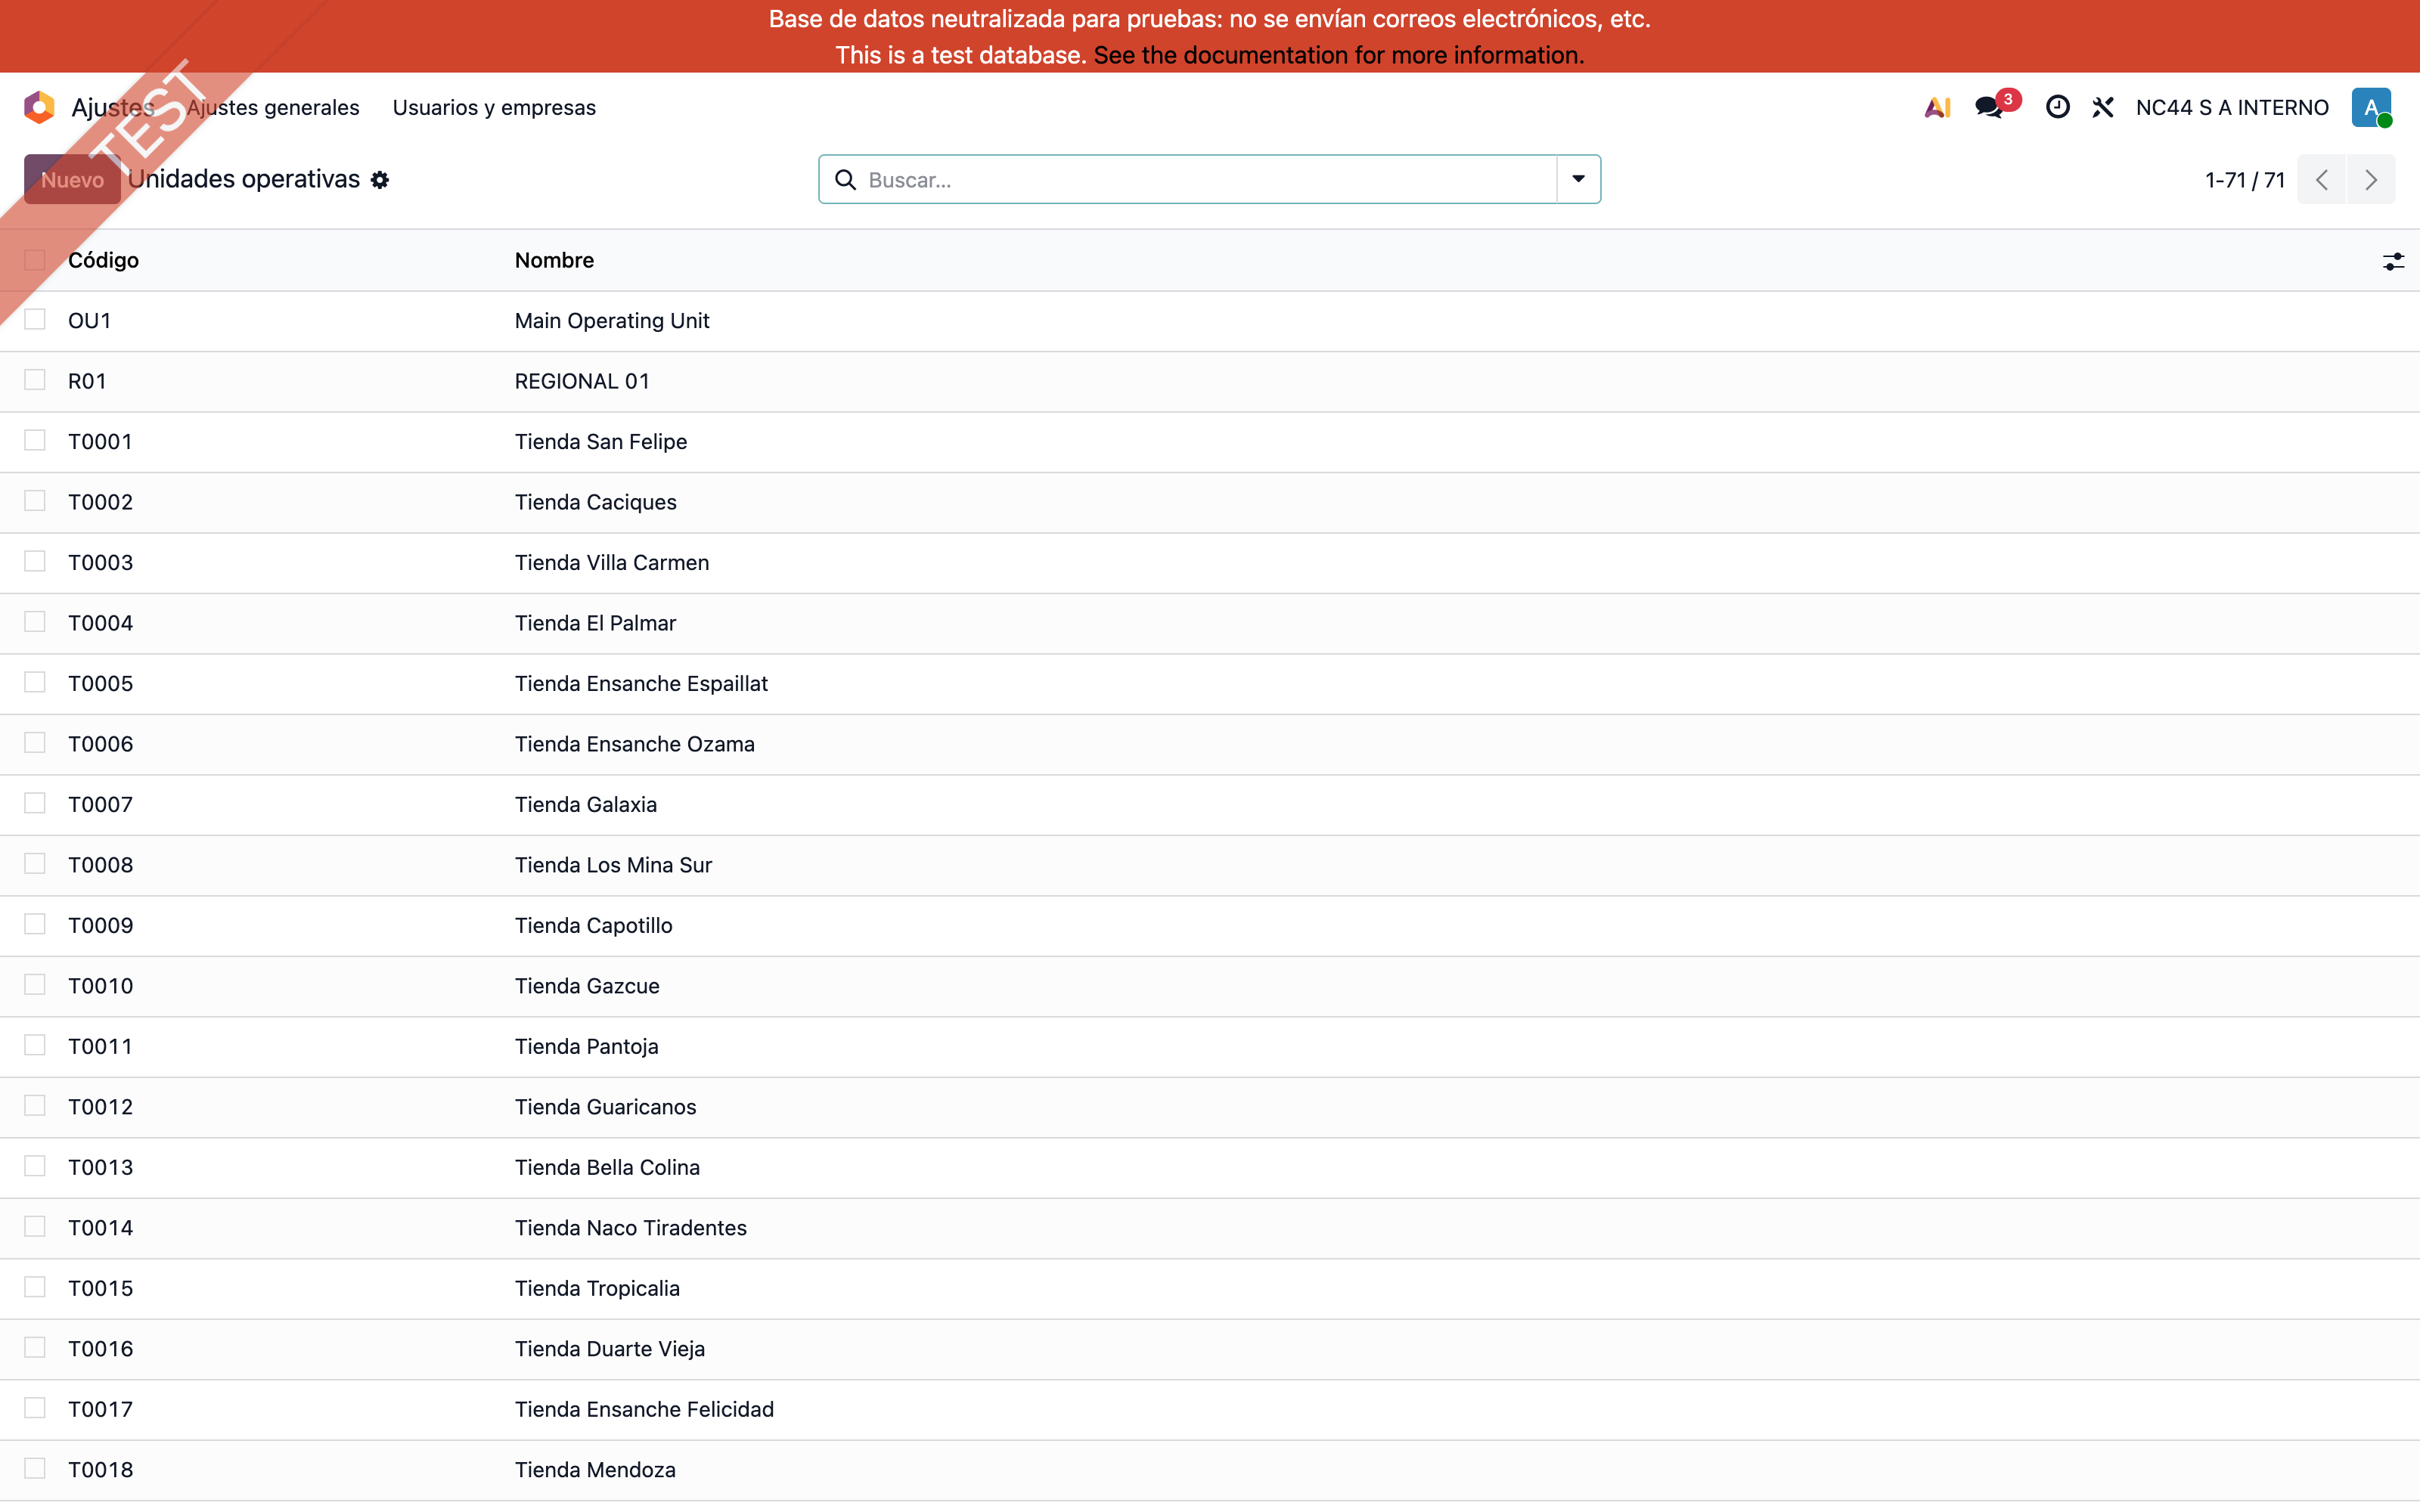 Base de datos neutralizada para pruebas: no se envían correos electrónicos, etc.
This is a test database. See the documentation for more information.
TEST
Ajustes Ajustes generales Usuarios y empresas AI 3 NC44 S A INTERNO A
Nuevo Unidades operativas Buscar... 1-71 / 71
Código Nombre
OU1 Main Operating Unit
R01 REGIONAL 01
T0001 Tienda San Felipe
T0002 Tienda Caciques
T0003 Tienda Villa Carmen
T0004 Tienda El Palmar
T0005 Tienda Ensanche Espaillat
T0006 Tienda Ensanche Ozama
T0007 Tienda Galaxia
T0008 Tienda Los Mina Sur
T0009 Tienda Capotillo
T0010 Tienda Gazcue
T0011 Tienda Pantoja
T0012 Tienda Guaricanos
T0013 Tienda Bella Colina
T0014 Tienda Naco Tiradentes
T0015 Tienda Tropicalia
T0016 Tienda Duarte Vieja
T0017 Tienda Ensanche Felicidad
T0018 Tienda Mendoza